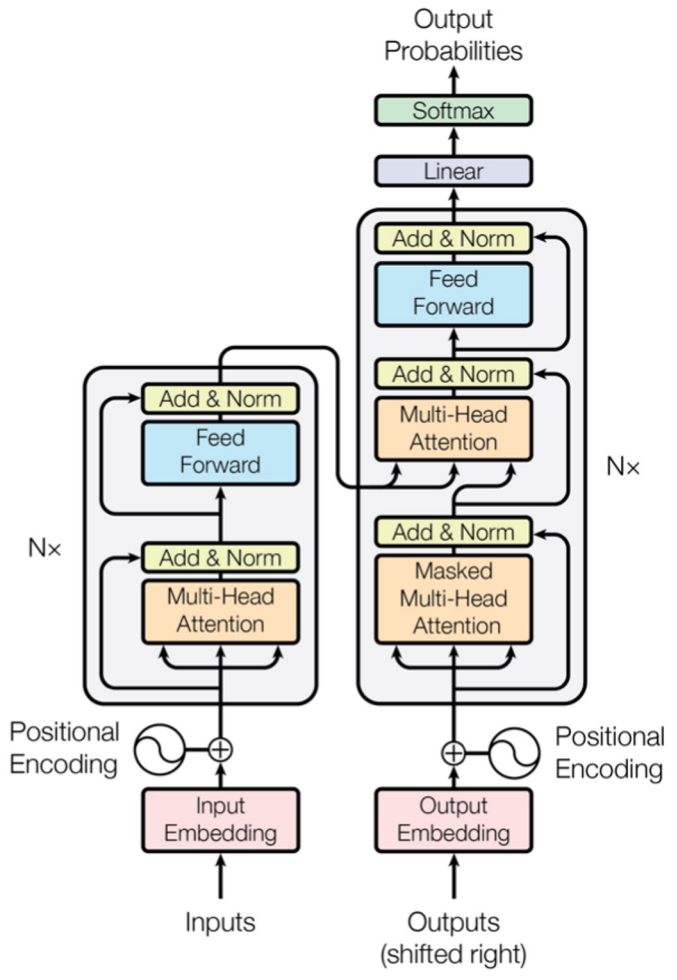 Output
Probabilities
Softmax
Linear
Add & Norm
Feed
Forward
Add & Norm
Multi-Head
Attention
Nx
Add & Norm
Masked
Multi-Head
Attention
Add & Norm
Feed
Forward
Nx
Add & Norm
Multi-Head
Attention
Positional
Encoding
Positional
Encoding
Input
Embedding
Output
Embedding
Inputs
Outputs
(shifted right)